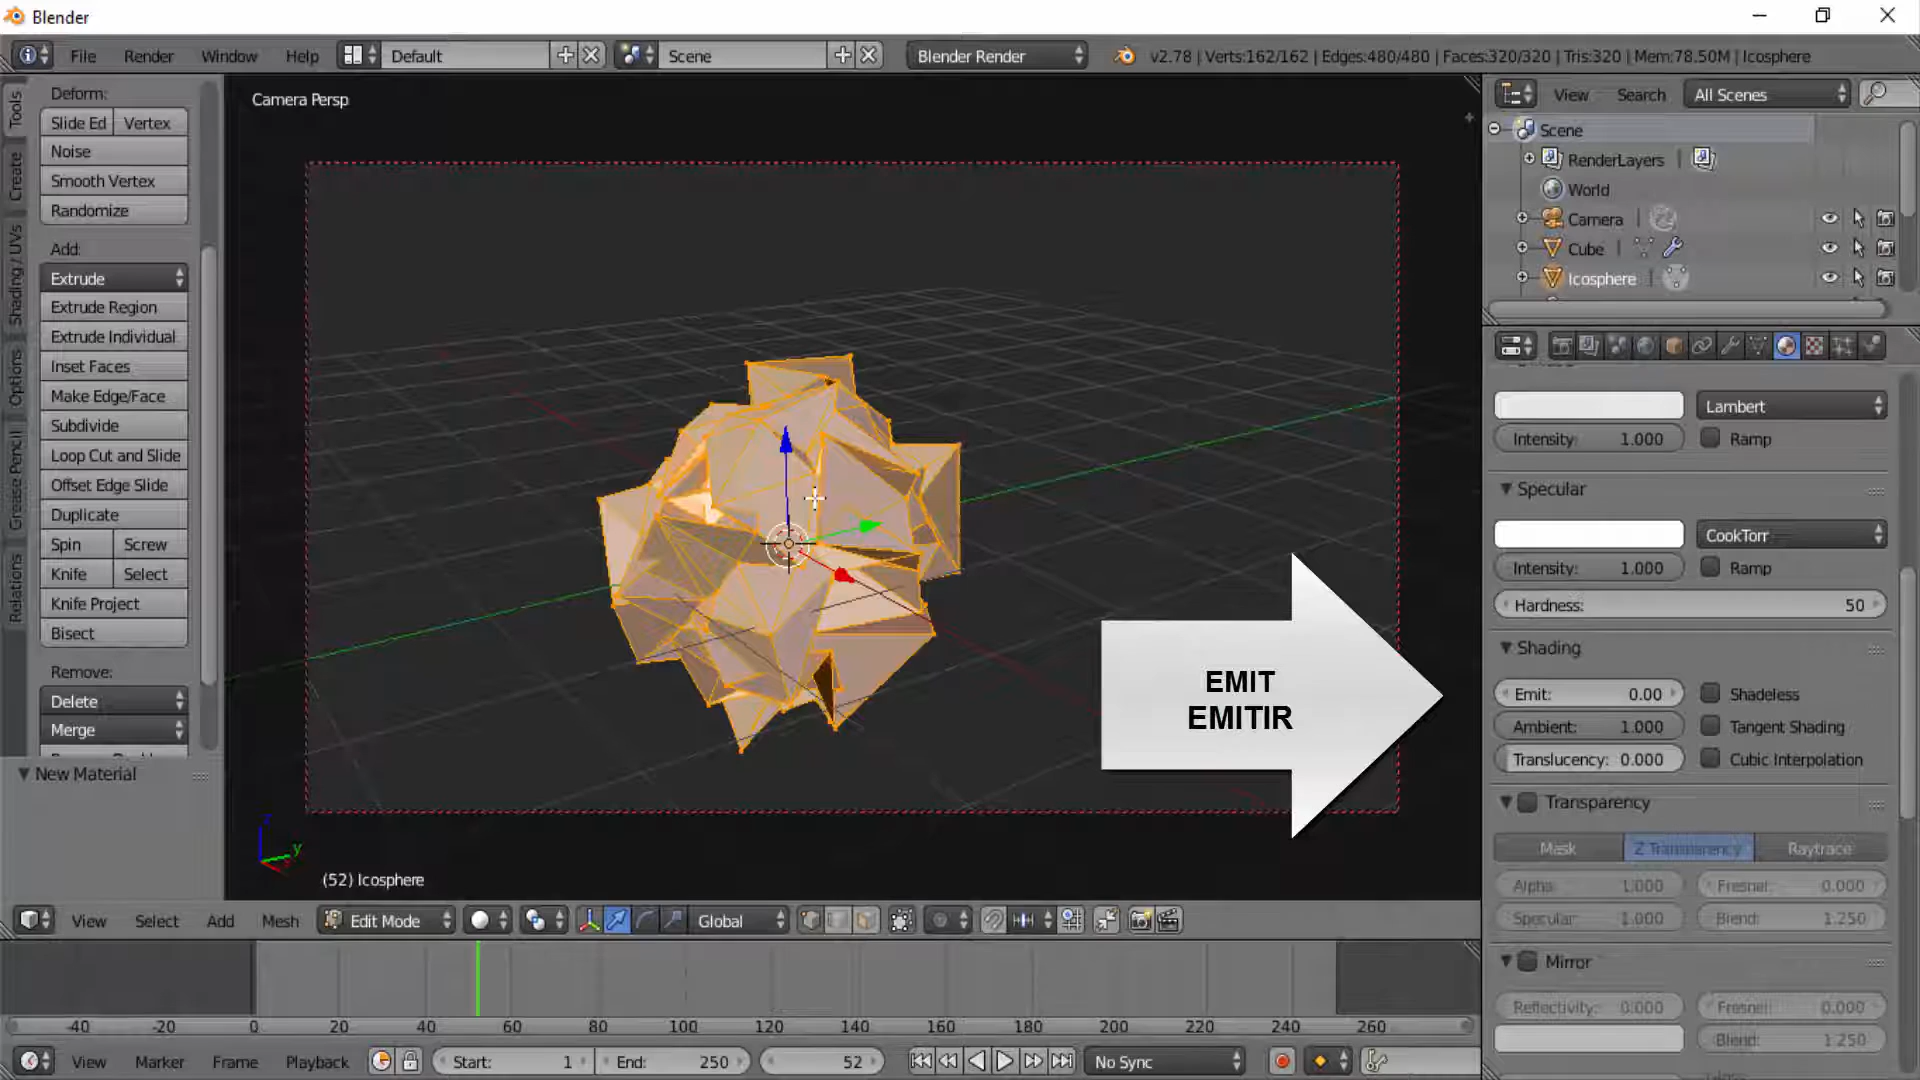 Blender
File Render Window Help Default Scene Blender Render v2.78 | Verts:162/162 | Edges:480/480 | Faces:320/320 | Tris:320 | Mem:78.50M | Icosphere
Tools
Create
Shading / UVs
Options
Grease Pencil
Relations
Deform:
Slide Ed Vertex
Noise
Smooth Vertex
Randomize
Add:
Extrude
Extrude Region
Extrude Individual
Inset Faces
Make Edge/Face
Subdivide
Loop Cut and Slide
Offset Edge Slide
Duplicate
Spin Screw
Knife Select
Knife Project
Bisect
Remove:
Delete
Merge
New Material
Camera Persp
EMIT
EMITIR
z
y
(52) Icosphere
View Search All Scenes
Scene
RenderLayers
World
Camera
Cube
Icosphere
Lambert
Intensity: 1.000 Ramp
Specular
CookTorr
Intensity: 1.000 Ramp
Hardness: 50
Shading
Emit: 0.00 Shadeless
Ambient: 1.000 Tangent Shading
Translucency: 0.000 Cubic Interpolation
Transparency
Mask Z Transparency Raytrace
Alpha: 1.000 Fresnel: 0.000
Specular: 1.000 Blend: 1.250
Mirror
Reflectivity: 0.000 Fresnel: 0.000
Blend: 1.250
View Select Add Mesh Edit Mode Global
-40 -20 0 20 40 60 80 100 120 140 160 180 200 220 240 260
View Marker Frame Playback Start: 1 End: 250 52 No Sync